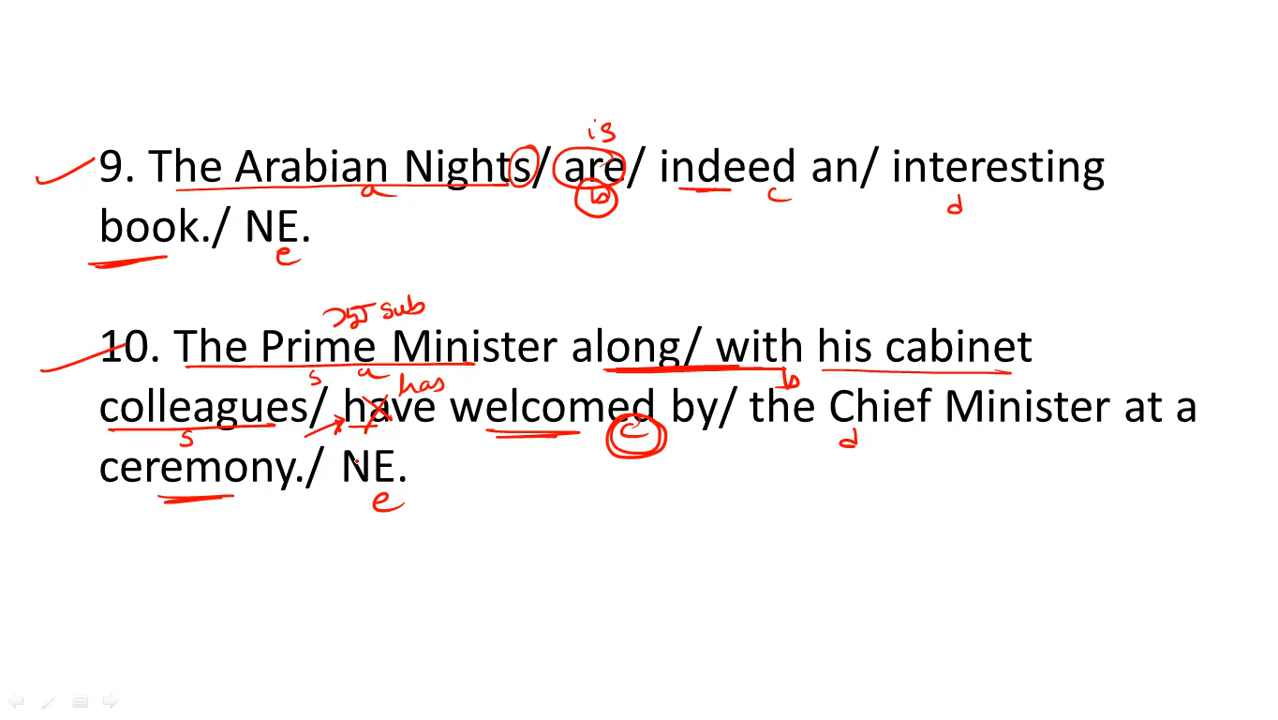 is
9. The Arabian Nights/ are/ indeed an/ interesting
a b c d
book./ NE.
e
sub
10. The Prime Minister along/ with his cabinet
s a has b
colleagues/ have welcomed by/ the Chief Minister at a
s c d
ceremony./ NE.
e